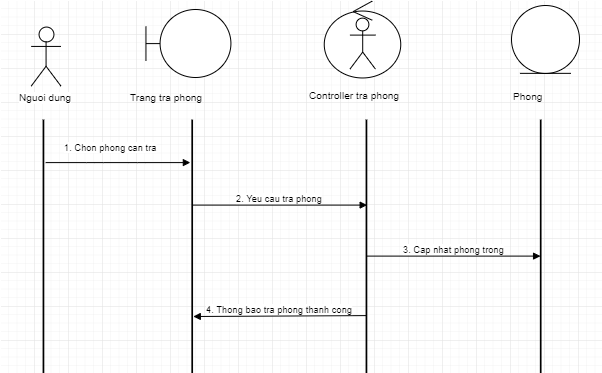 Nguoi dung
Trang tra phong
Controller tra phong
Phong
1. Chon phong can tra
2. Yeu cau tra phong
3. Cap nhat phong trong
4. Thong bao tra phong thanh cong